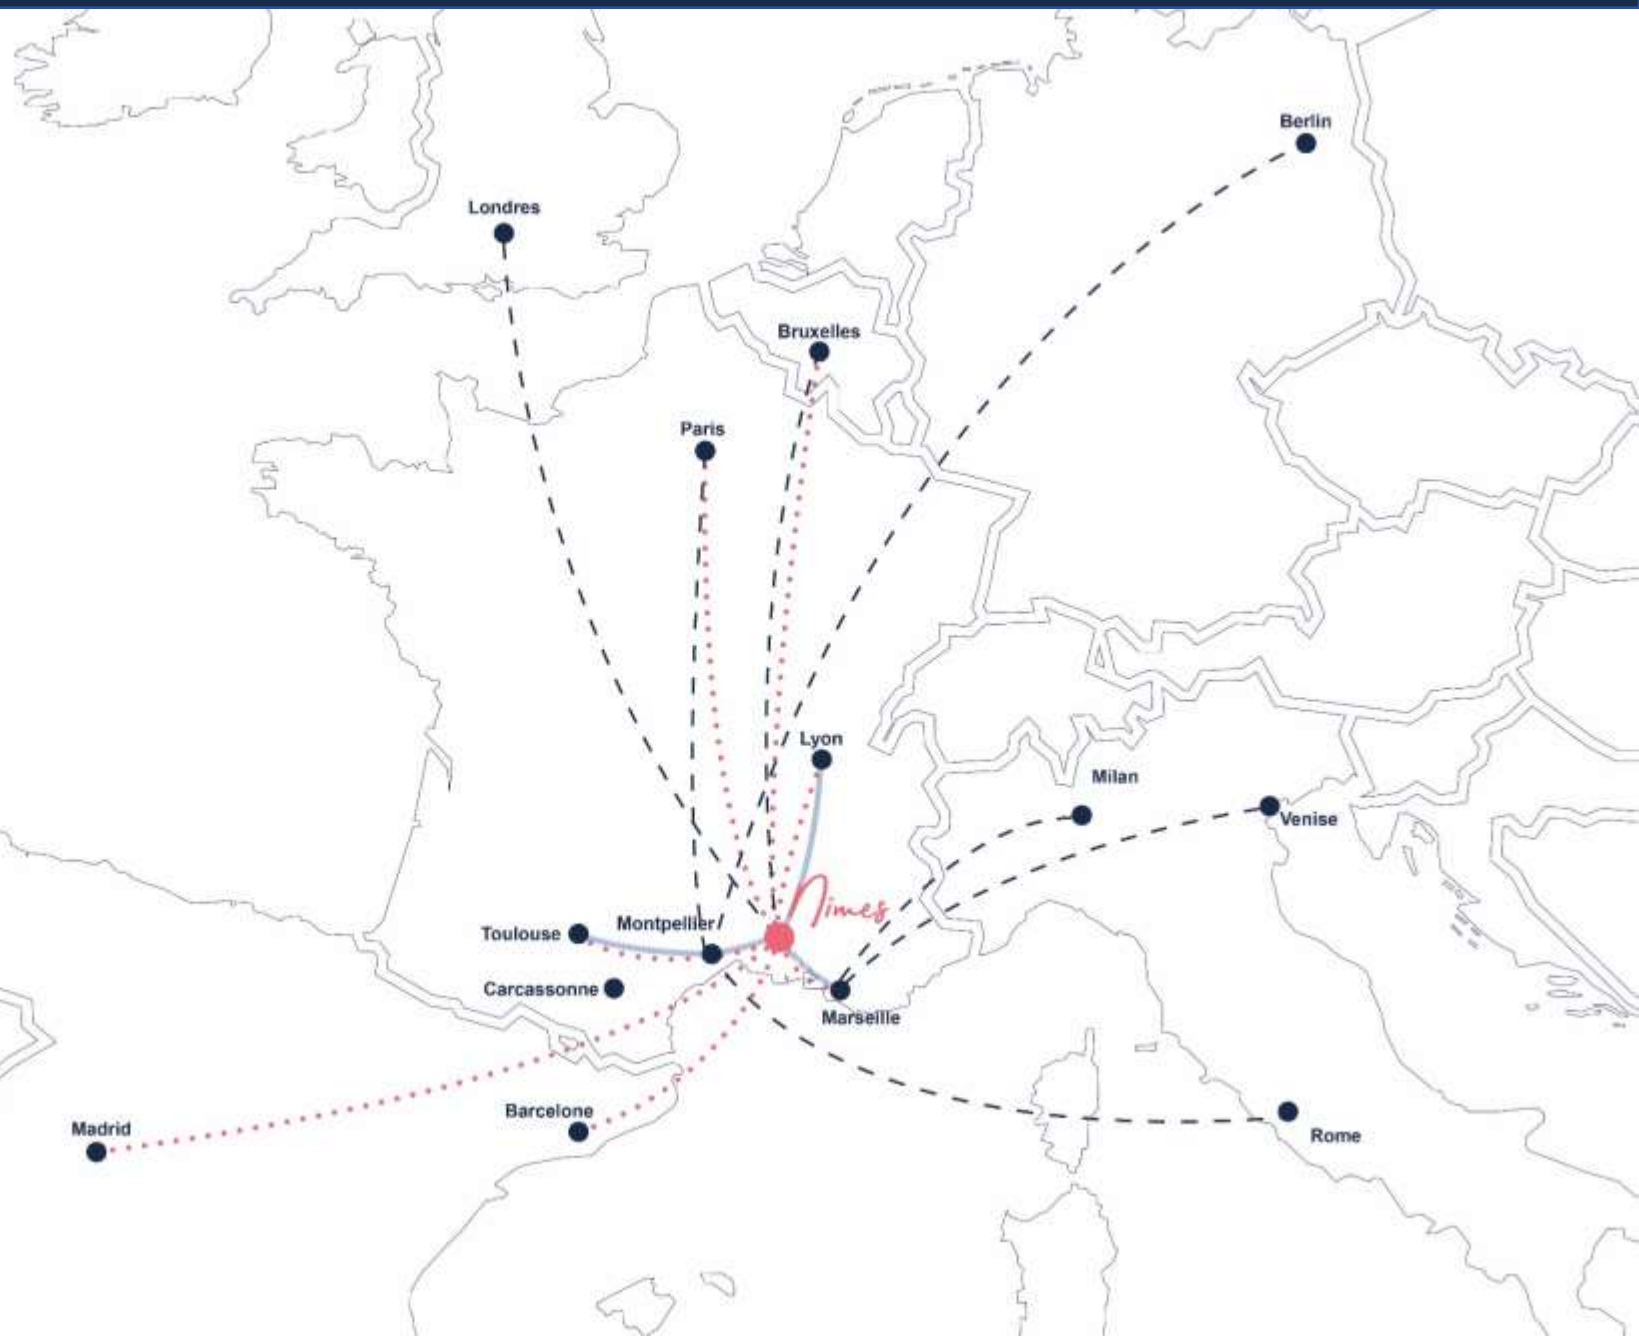 Berlin
Londres
Bruxelles
Paris
Lyon
Milan
Venise
Nimes
Montpellier/
Toulouse
Carcassonne
Marseille
Barcelone
Madrid
Rome